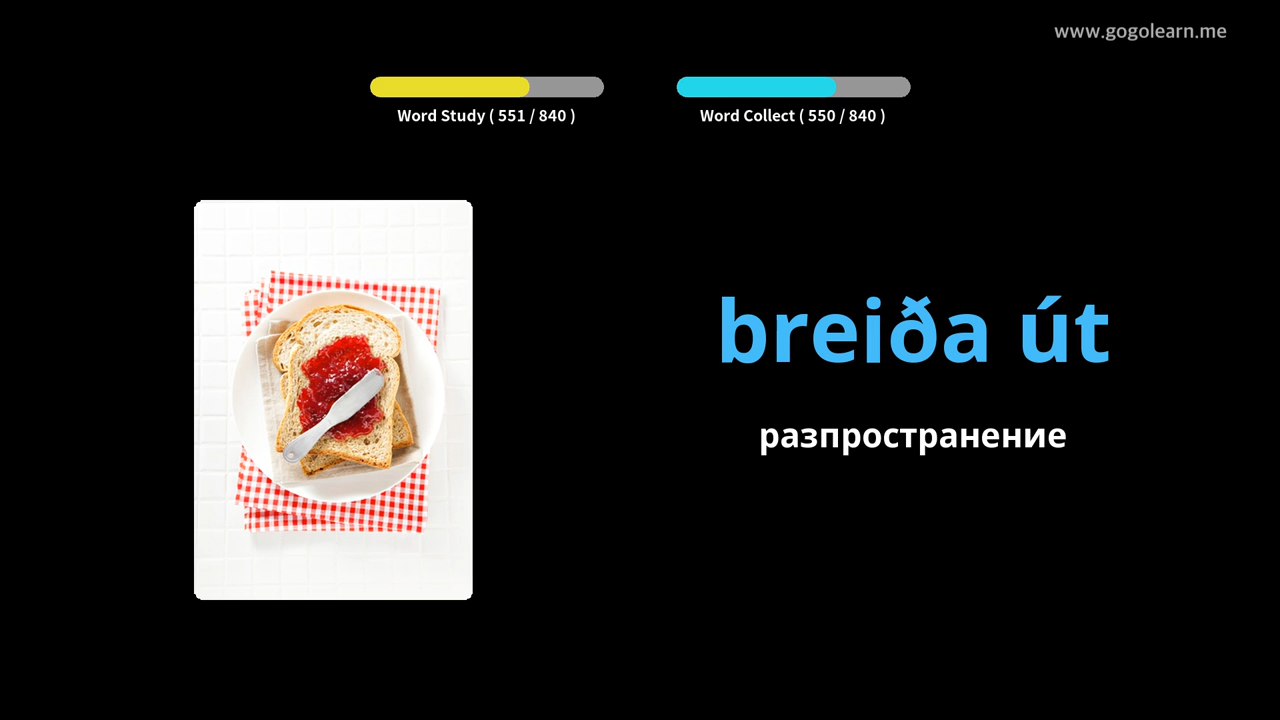 www.gogolearn.me
Word Study ( 551 / 840 )
Word Collect ( 550 / 840 )
breiða út
разпространение